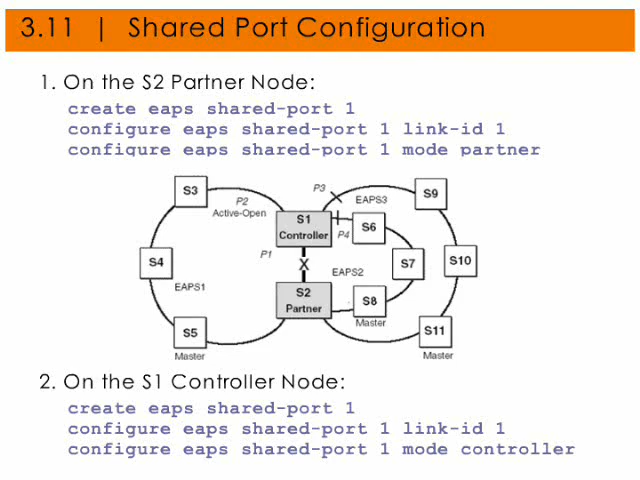 3.11 | Shared Port Configuration
1. On the S2 Partner Node:
create eaps shared-port 1
configure eaps shared-port 1 link-id 1
configure eaps shared-port 1 mode partner
S3
P2
Active-Open
P3
EAPS3
S9
S1
Controller
P4
S6
P1
S4
S7
S10
EAPS1
EAPS2
S2
Partner
S8
Master
S5
Master
S11
Master
2. On the S1 Controller Node:
create eaps shared-port 1
configure eaps shared-port 1 link-id 1
configure eaps shared-port 1 mode controller